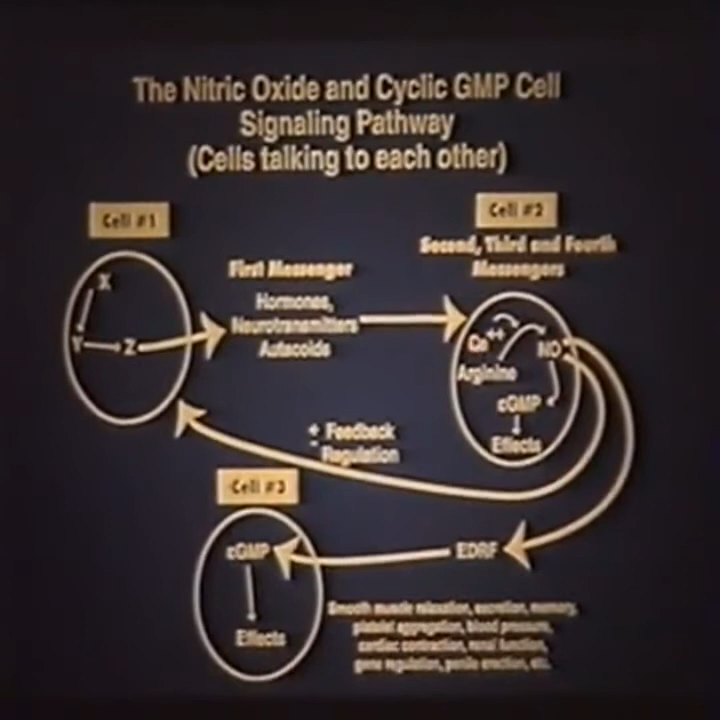 The Nitric Oxide and Cyclic GMP Cell
Signaling Pathway
(Cells talking to each other)
Cell #1
Cell #2
Second, Third and Fourth
Messengers
First Messenger
Hormones,
Neurotransmitters
Autacoids
X
Y
Z
Ca++
NO
Arginine
cGMP
Effects
+ Feedback
- Regulation
Cell #3
cGMP
EDRF
Effects
Smooth muscle relaxation, secretion, memory,
platelet aggregation, blood pressure,
cardiac contraction, renal function,
gene regulation, penile erection, etc.